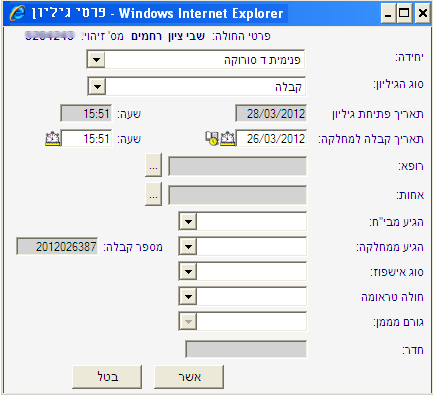 פרטי גיליון - Windows Internet Explorer
פרטי החולה: שבי ציון רחמים מס' זיהוי:
יחידה: פנימית ד סורוקה
סוג הגיליון: קבלה
תאריך פתיחת גיליון 28/03/2012 שעה: 15:51
תאריך קבלה למחלקה: 26/03/2012 שעה: 15:51
רופא: ...
אחות: ...
הגיע מבי"ח:
הגיע ממחלקה: מספר קבלה: 2012026387
סוג אישפוז:
חולה טראומה
גורם מממן:
חדר:
אשר בטל